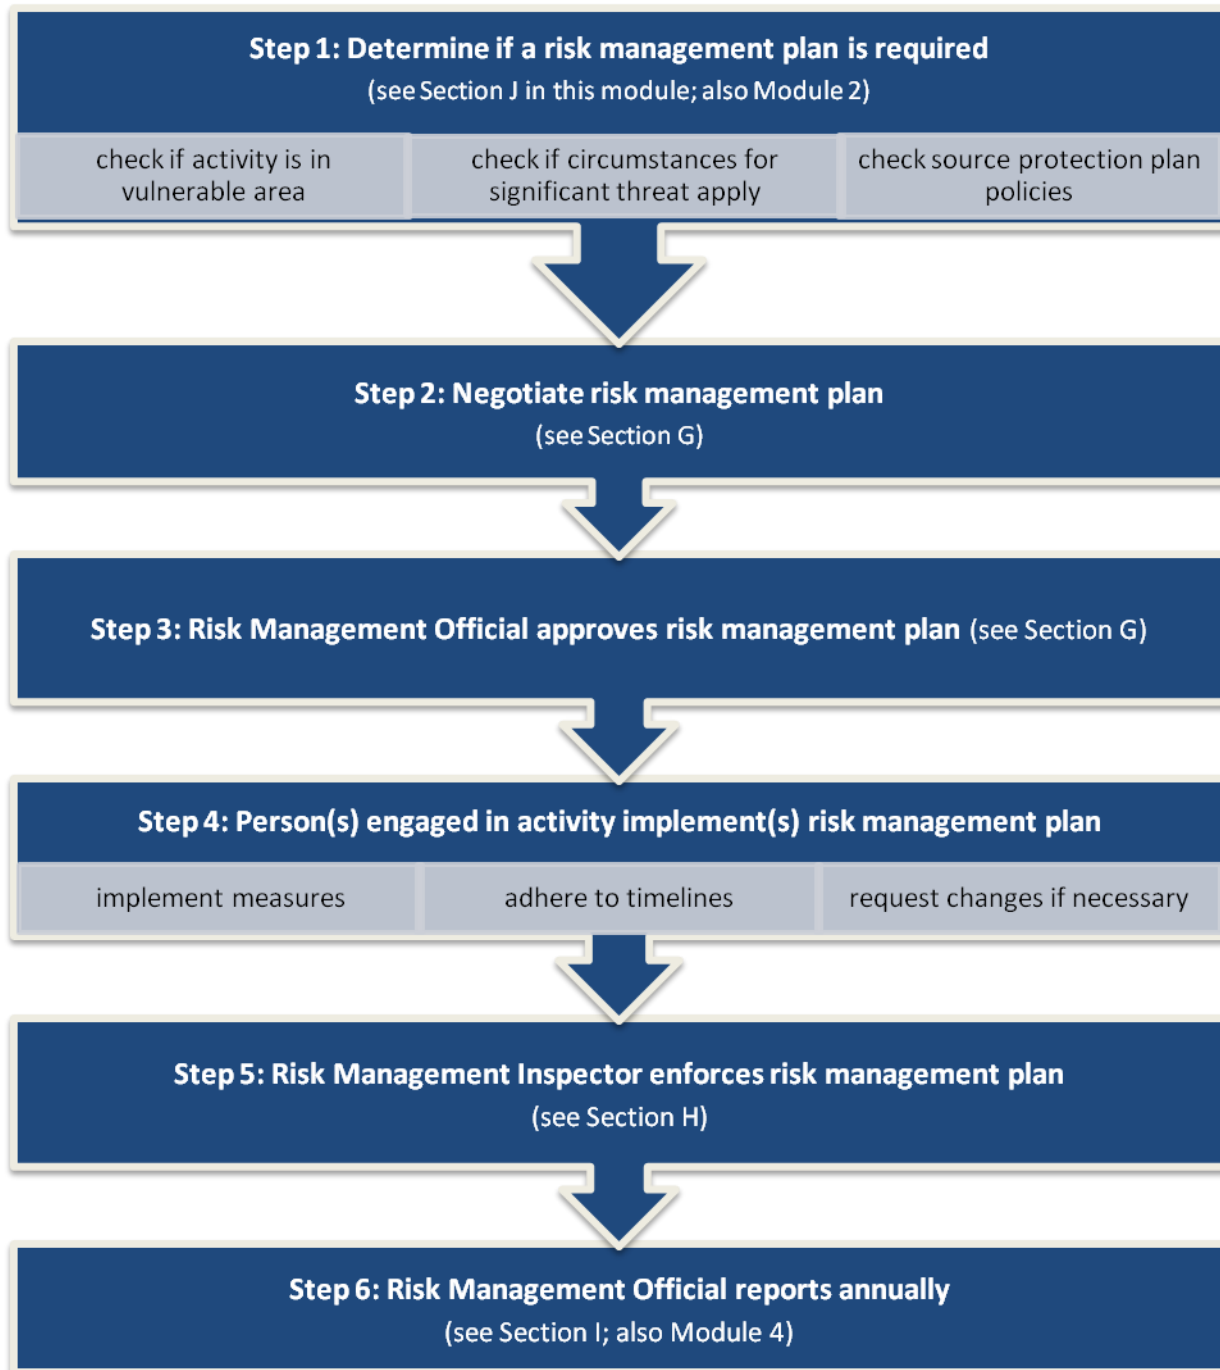 Step 1: Determine if a risk management plan is required
(see Section J in this module; also Module 2)
check if activity is in
vulnerable area
check if circumstances for
significant threat apply
check source protection plan
policies
Step 2: Negotiate risk management plan
(see Section G)
Step 3: Risk Management Official approves risk management plan (see Section G)
Step 4: Person(s) engaged in activity implement(s) risk management plan
implement measures
adhere to timelines
request changes if necessary
Step 5: Risk Management Inspector enforces risk management plan
(see Section H)
Step 6: Risk Management Official reports annually
(see Section I; also Module 4)